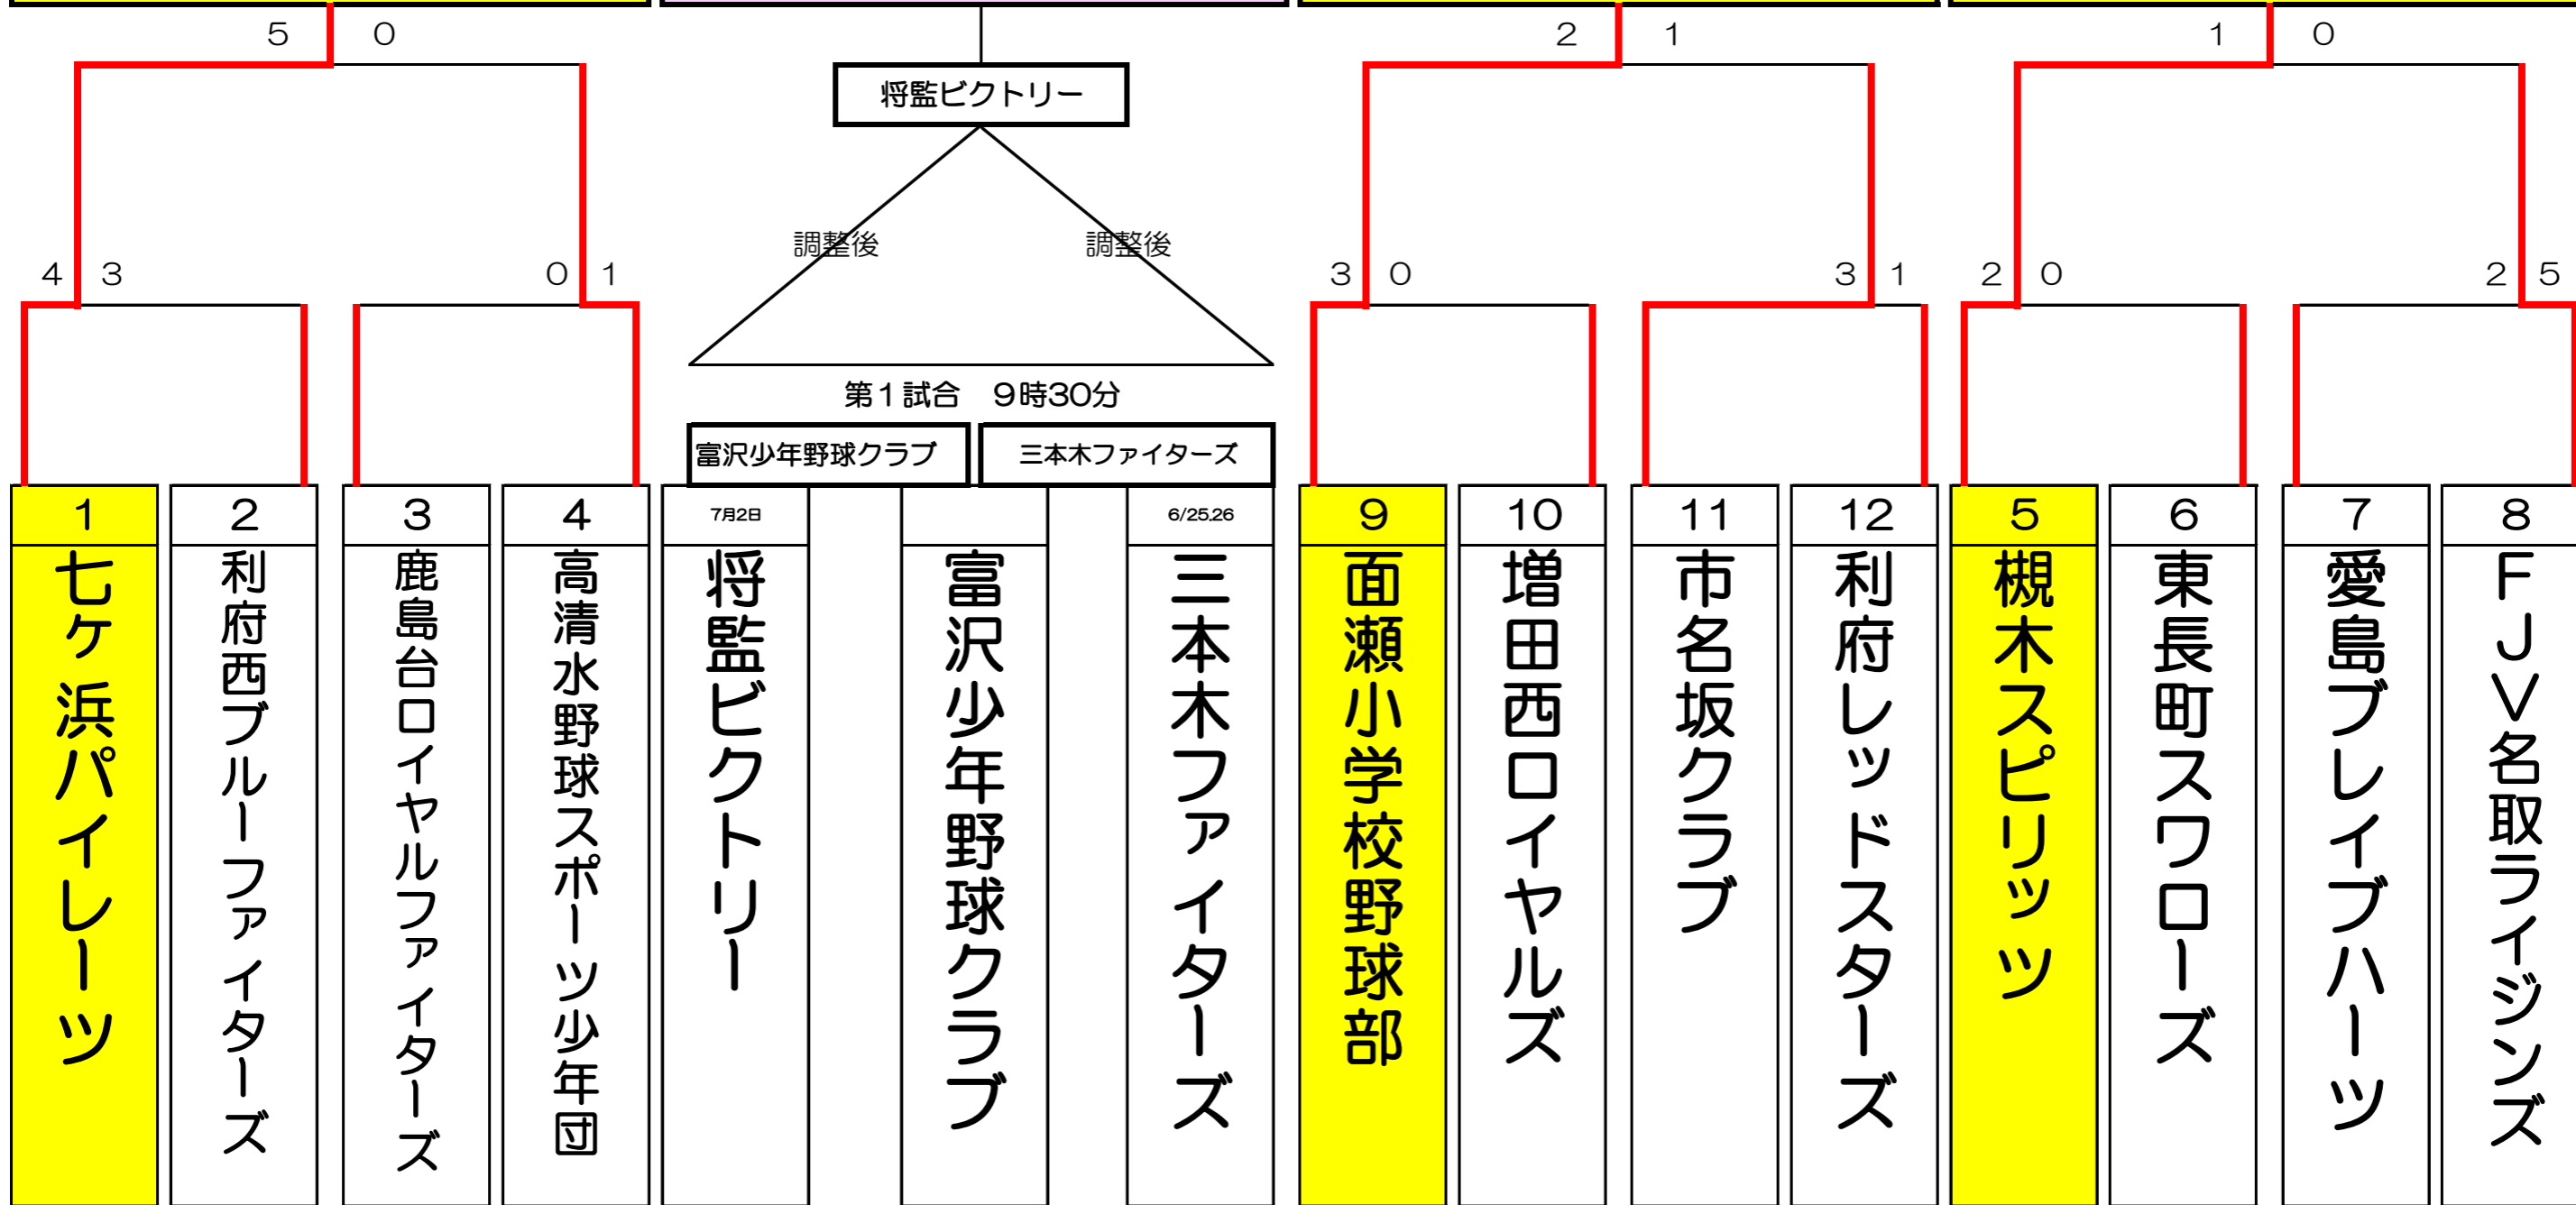 5 0
2 1
1 0
将監ビクトリー
調整後 調整後
4 3
0 1
3 0
3 1
2 0
2 5
第1試合 9時30分
富沢少年野球クラブ
三本木ファイターズ
1
2
3
4
7月2日
6/25.26
9
10
11
12
5
6
7
8
七ヶ浜パイレーツ
利府西ブルーファイターズ
鹿島台ロイヤルファイターズ
高清水野球スポーツ少年団
将監ビクトリー
富沢少年野球クラブ
三本木ファイターズ
面瀬小学校野球部
増田西ロイヤルズ
市名坂クラブ
利府レッドスターズ
槻木スピリッツ
東長町スワローズ
愛島ブレイブハーツ
FJV名取ライジンズ